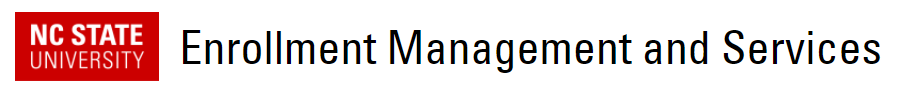 NC STATE
UNIVERSITY
Enrollment Management and Services